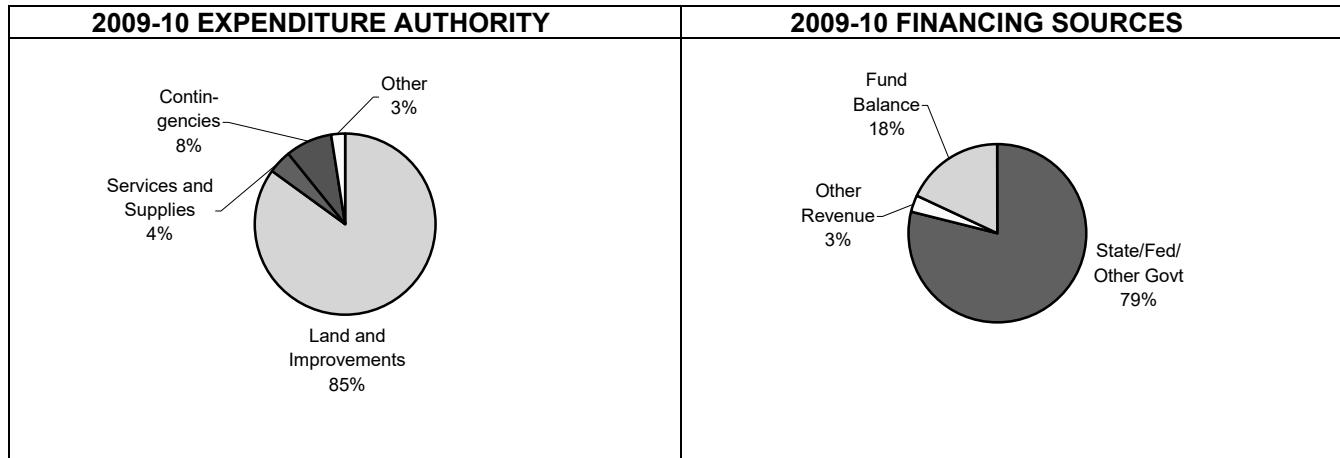 2009-10 EXPENDITURE AUTHORITY
Other
3%
Contin-
gencies
8%
Services and
Supplies
4%
Land and
Improvements
85%
2009-10 FINANCING SOURCES
Fund
Balance
18%
Other
Revenue
3%
State/Fed/
Other Govt
79%